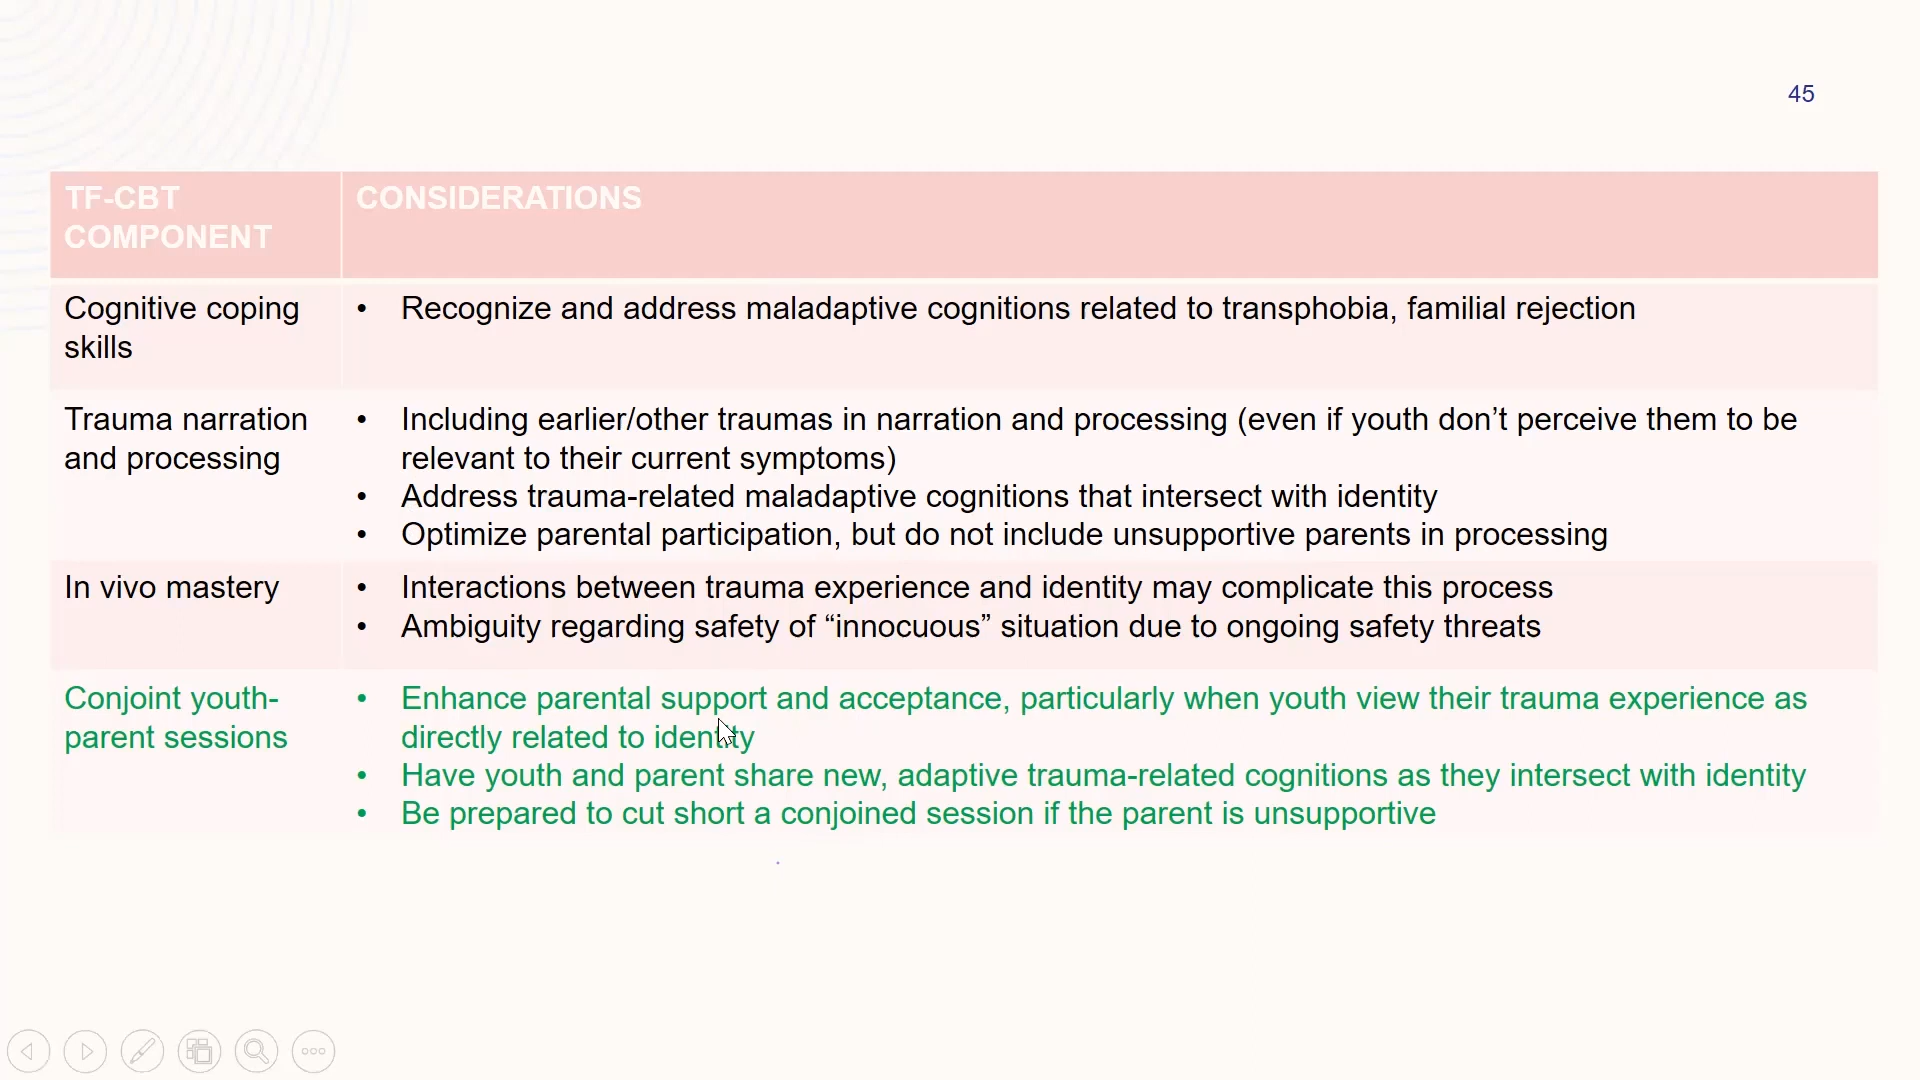 45
TF-CBT
COMPONENT
CONSIDERATIONS
Cognitive coping
skills
• Recognize and address maladaptive cognitions related to transphobia, familial rejection
Trauma narration
and processing
• Including earlier/other traumas in narration and processing (even if youth don’t perceive them to be
relevant to their current symptoms)
• Address trauma-related maladaptive cognitions that intersect with identity
• Optimize parental participation, but do not include unsupportive parents in processing
In vivo mastery
• Interactions between trauma experience and identity may complicate this process
• Ambiguity regarding safety of “innocuous” situation due to ongoing safety threats
Conjoint youth-
parent sessions
• Enhance parental support and acceptance, particularly when youth view their trauma experience as
directly related to identity
• Have youth and parent share new, adaptive trauma-related cognitions as they intersect with identity
• Be prepared to cut short a conjoined session if the parent is unsupportive